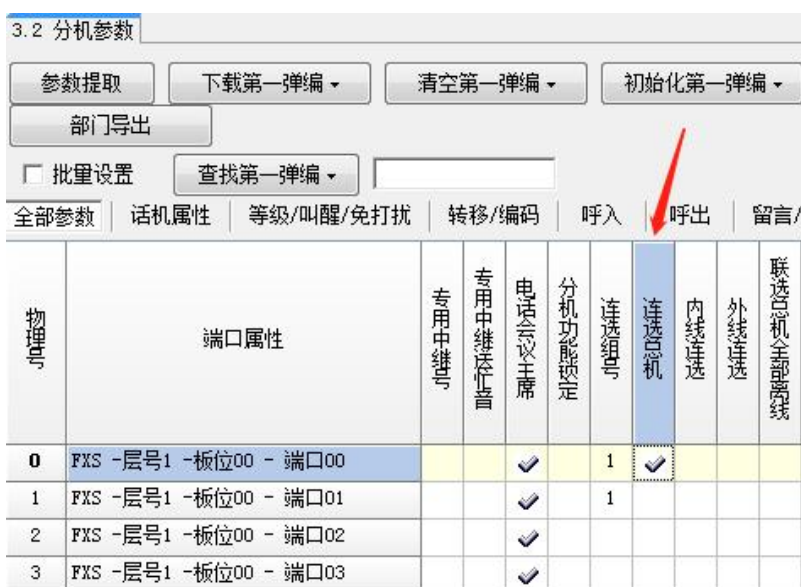 3.2 分机参数
参数提取 下载第一弹编 清空第一弹编 初始化第一弹编
部门导出
批量设置 查找第一弹编
全部参数 话机属性 等级/叫醒/免打扰 转移/编码 呼入 呼出 留言/
物理号 端口属性 专用中继号 专用中继送忙音 电话会议主席 分机功能锁定 连选组号 连选总机 内线连选 外线连选 联选总机全部离线
0 FXS -层号1 -板位00 - 端口00 1
1 FXS -层号1 -板位00 - 端口01 1
2 FXS -层号1 -板位00 - 端口02
3 FXS -层号1 -板位00 - 端口03